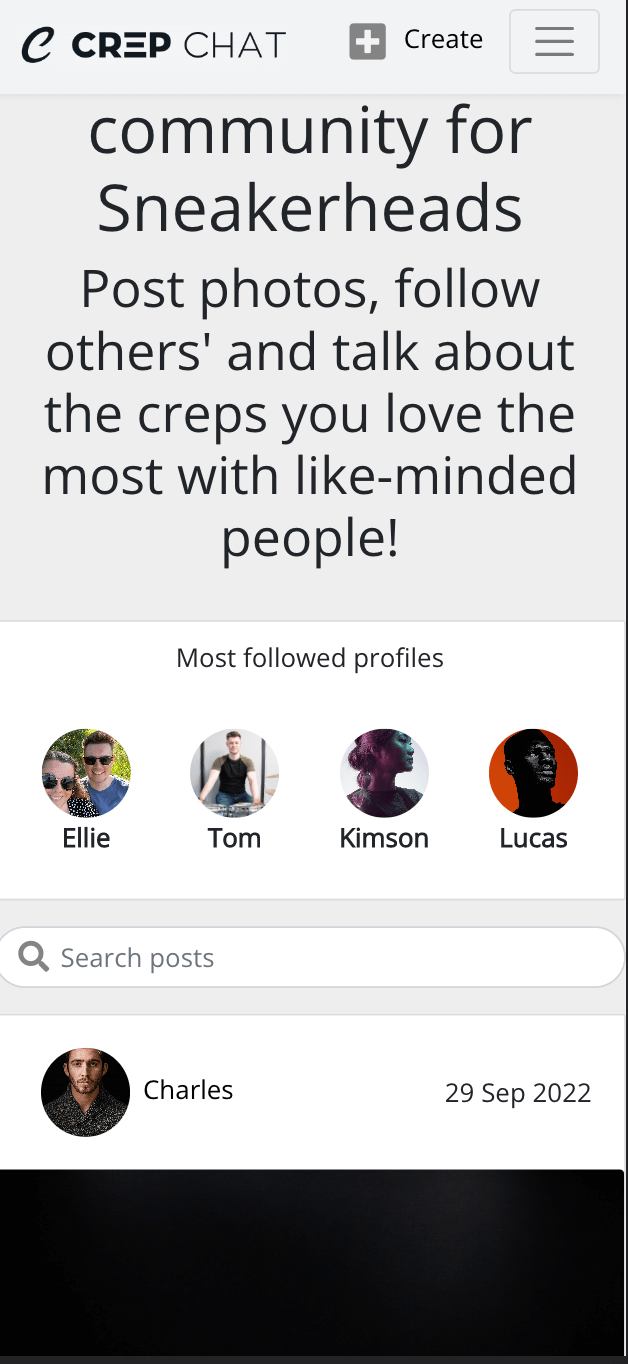 C CREP CHAT
Create
community for
Sneakerheads
Post photos, follow
others' and talk about
the creps you love the
most with like-minded
people!
Most followed profiles
Ellie Tom Kimson Lucas
Search posts
Charles 29 Sep 2022